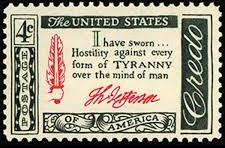 4¢
The UNITED STATES
I have sworn...
Hostility against every
form of TYRANNY
over the mind of man
Th Jefferson
OF AMERICA
POSTAGE
Credo